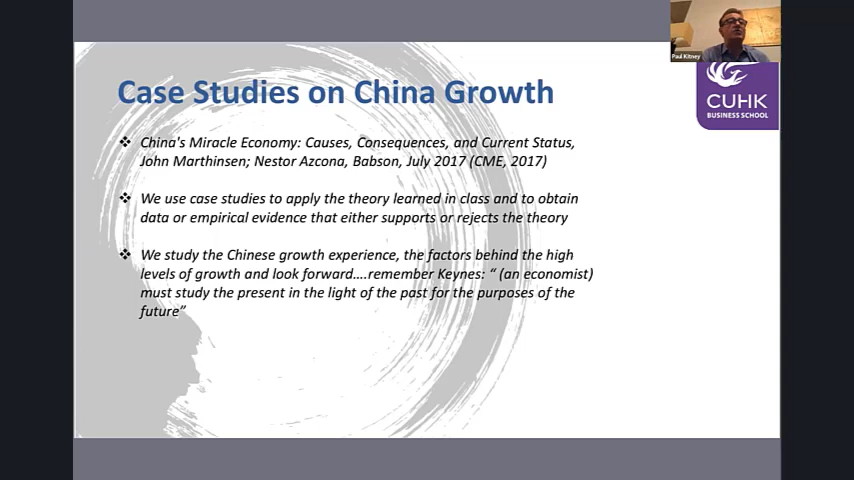 Paul Kitney
CUHK
BUSINESS SCHOOL
Case Studies on China Growth
❖ China's Miracle Economy: Causes, Consequences, and Current Status,
John Marthinsen; Nestor Azcona, Babson, July 2017 (CME, 2017)
❖ We use case studies to apply the theory learned in class and to obtain
data or empirical evidence that either supports or rejects the theory
❖ We study the Chinese growth experience, the factors behind the high
levels of growth and look forward....remember Keynes: “ (an economist)
must study the present in the light of the past for the purposes of the
future”